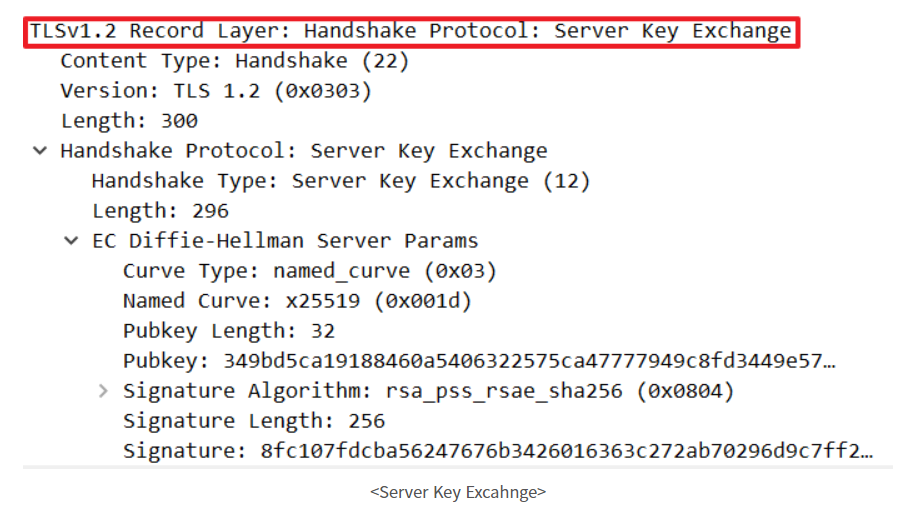 TLSv1.2 Record Layer: Handshake Protocol: Server Key Exchange
Content Type: Handshake (22)
Version: TLS 1.2 (0x0303)
Length: 300
Handshake Protocol: Server Key Exchange
Handshake Type: Server Key Exchange (12)
Length: 296
EC Diffie-Hellman Server Params
Curve Type: named_curve (0x03)
Named Curve: x25519 (0x001d)
Pubkey Length: 32
Pubkey: 349bd5ca19188460a5406322575ca47777949c8fd3449e57…
Signature Algorithm: rsa_pss_rsae_sha256 (0x0804)
Signature Length: 256
Signature: 8fc107fdcba56247676b3426016363c272ab70296d9c7ff2…
<Server Key Excahnge>